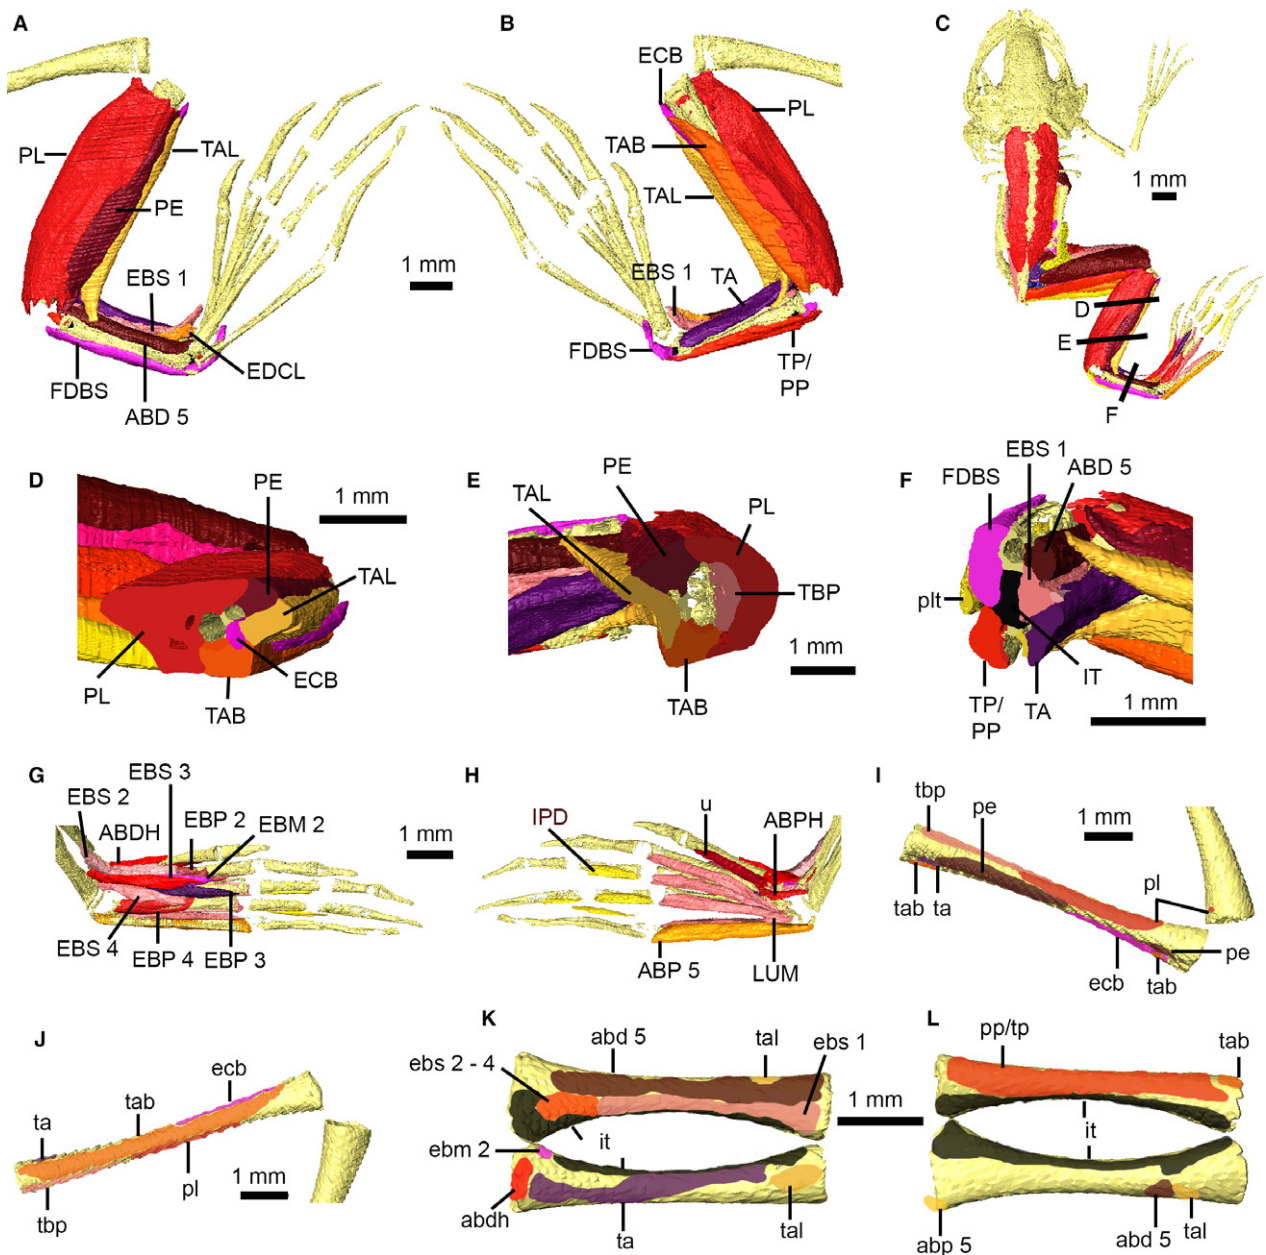 A
PL
TAL
PE
EBS 1
EDCL
FDBS
ABD 5
1 mm
B
ECB
PL
TAB
TAL
EBS 1
TA
FDBS
TP/
PP
C
1 mm
D
E
F
D
PE
1 mm
TAL
PL
ECB
TAB
E
PE
TAL
PL
TBP
1 mm
TAB
F
EBS 1
FDBS
ABD 5
plt
IT
TP/
PP
TA
1 mm
G
EBS 3
EBS 2
EBP 2
ABDH
EBM 2
1 mm
EBS 4
EBP 4
EBP 3
H
u
IPD
ABPH
ABP 5
LUM
I
tbp
pe
1 mm
pl
tab
ta
pe
ecb
tab
J
ecb
tab
ta
pl
1 mm
tbp
K
abd 5
tal
ebs 1
ebs 2 - 4
1 mm
it
ebm 2
abdh
ta
tal
L
pp/tp
tab
it
abp 5
abd 5
tal